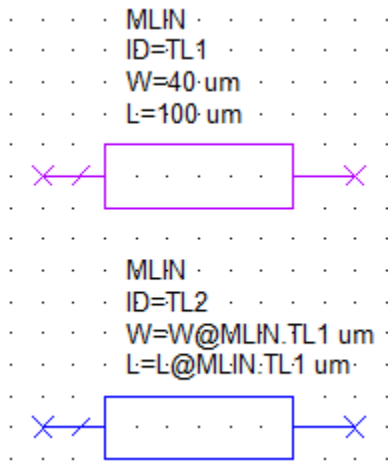 MLIN
ID=TL1
W=40 um
L=100 um
MLIN
ID=TL2
W=W@MLIN.TL1 um
L=L@MLIN.TL1 um